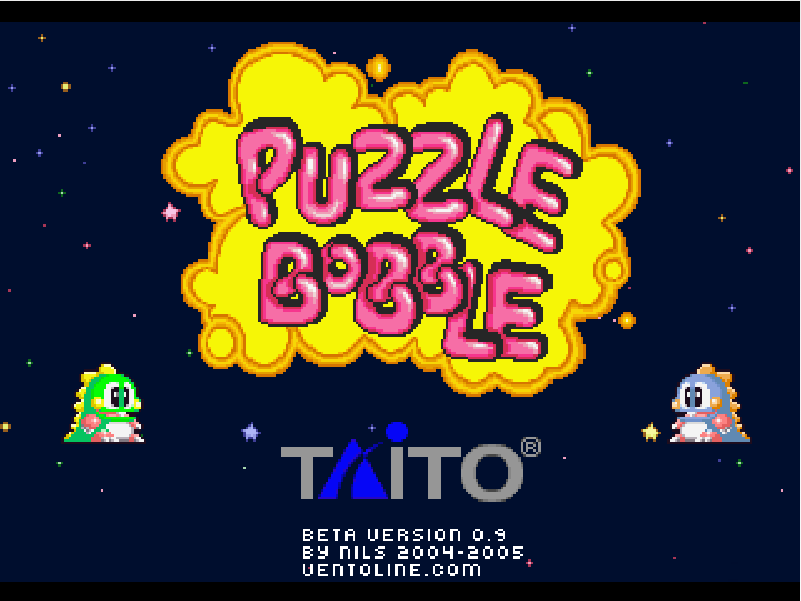 PUZZLE
BOBBLE
TAITO®
BETA VERSION 0.9
BY NILS 2004-2005
VENTOLINE.COM